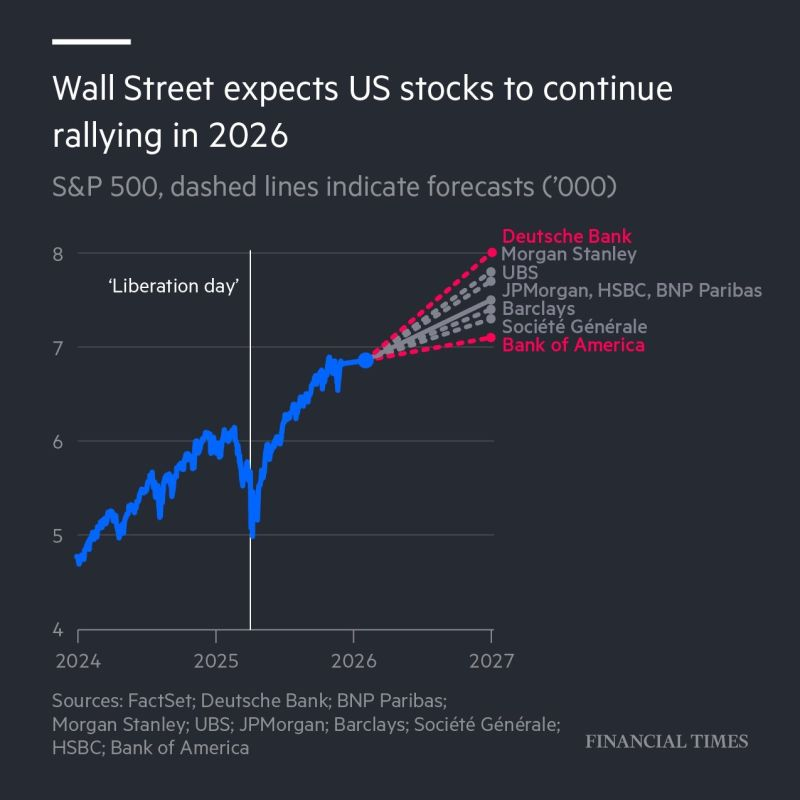 Wall Street expects US stocks to continue
rallying in 2026
S&P 500, dashed lines indicate forecasts (’000)
8
7
6
5
4
‘Liberation day’
Deutsche Bank
Morgan Stanley
UBS
JPMorgan, HSBC, BNP Paribas
Barclays
Société Générale
Bank of America
2024
2025
2026
2027
Sources: FactSet; Deutsche Bank; BNP Paribas;
Morgan Stanley; UBS; JPMorgan; Barclays; Société Générale;
HSBC; Bank of America
FINANCIAL TIMES